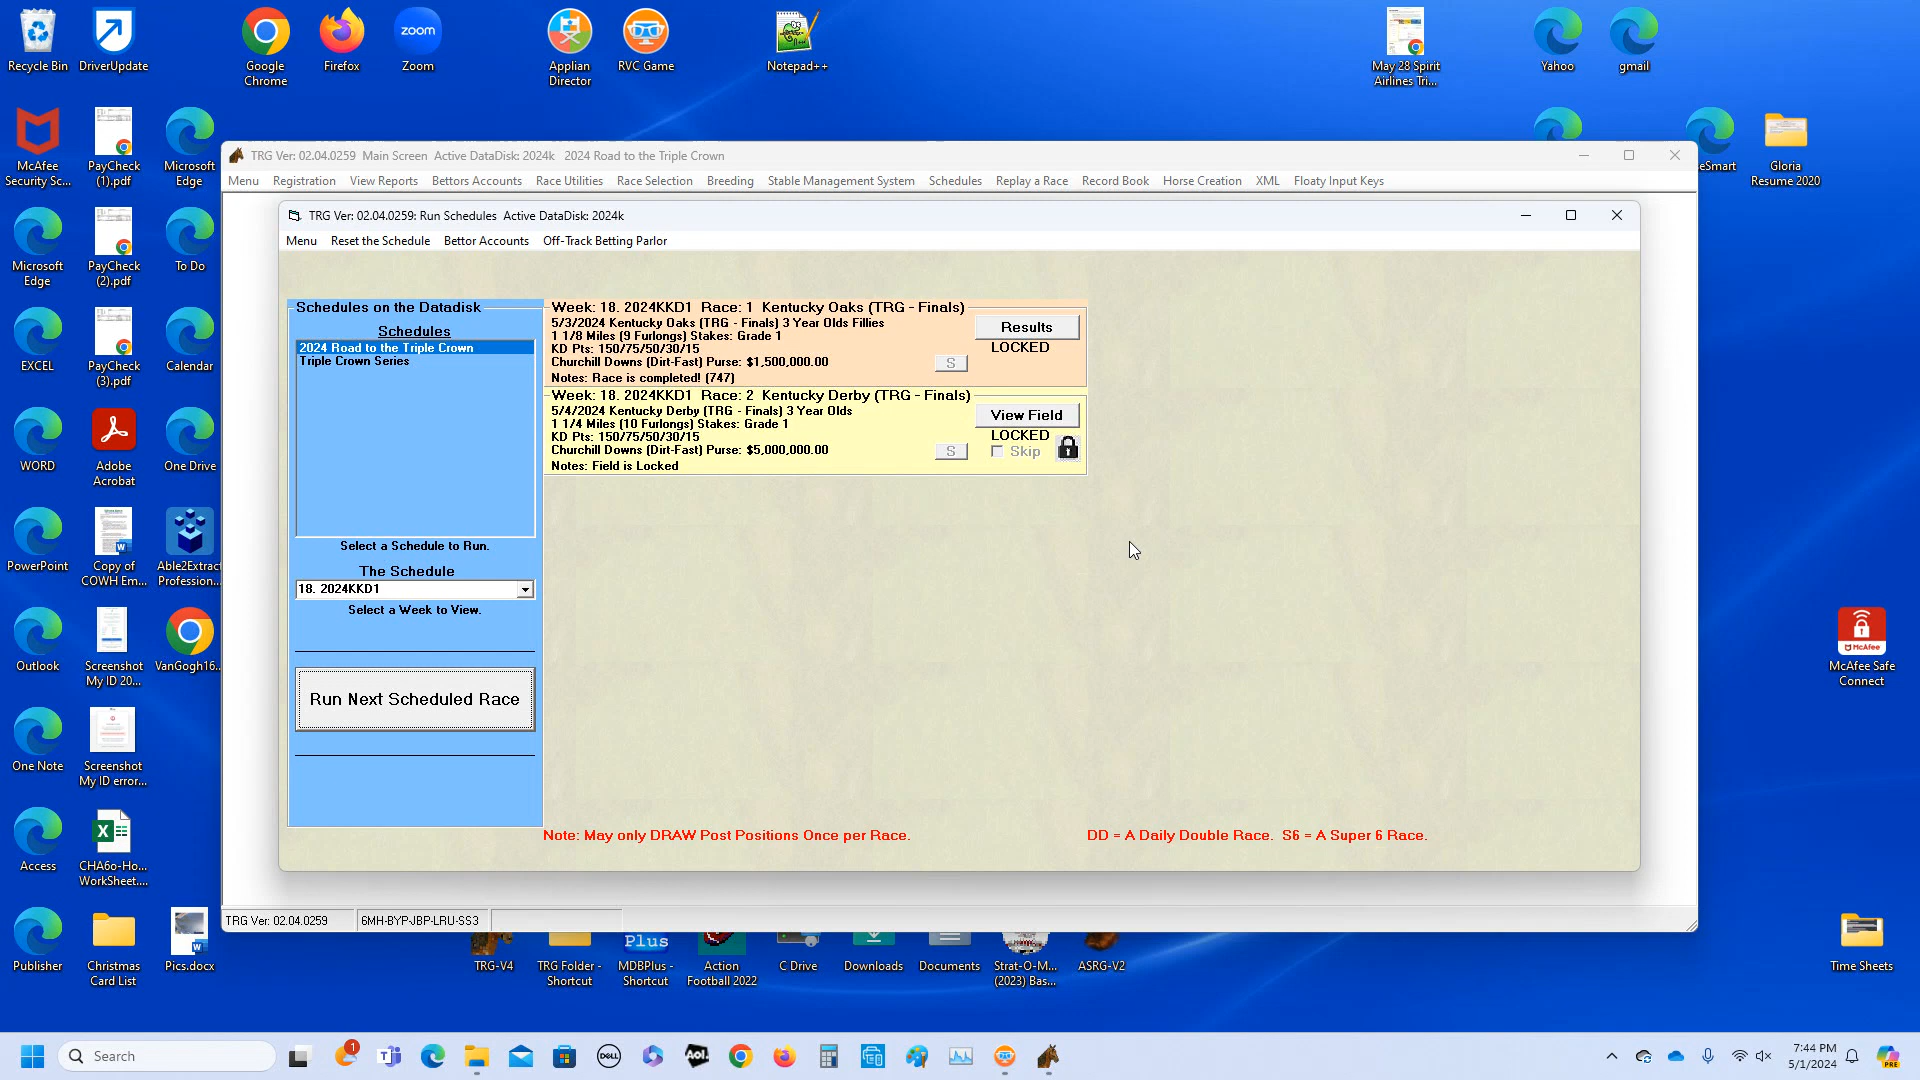 Recycle Bin
DriverUpdate
Google
Chrome
Firefox
zoom
Zoom
Applian
Director
RVC Game
Notepad++
May 28 Spirit
Airlines Tri...
Yahoo
gmail
McAfee
Security Sc...
PayCheck
(1).pdf
Microsoft
Edge
eSmart
Gloria
Resume 2020
TRG Ver: 02.04.0259  Main Screen  Active DataDisk: 2024k  2024 Road to the Triple Crown
Menu  Registration  View Reports  Bettors Accounts  Race Utilities  Race Selection  Breeding  Stable Management System  Schedules  Replay a Race  Record Book  Horse Creation  XML  Floaty Input Keys
TRG Ver: 02.04.0259: Run Schedules  Active DataDisk: 2024k
Menu  Reset the Schedule  Bettor Accounts  Off-Track Betting Parlor
Microsoft
Edge
PayCheck
(2).pdf
To Do
EXCEL
PayCheck
(3).pdf
Calendar
WORD
Adobe
Acrobat
One Drive
PowerPoint
Copy of
COWH Em...
Able2Extract
Profession...
Outlook
Screenshot
My ID 20...
VanGogh16...
One Note
Screenshot
My ID error...
Access
CHA6o-Ho...
WorkSheet....
Publisher
Christmas
Card List
Pics.docx
Schedules on the Datadisk
Schedules
2024 Road to the Triple Crown
Triple Crown Series
Select a Schedule to Run.
The Schedule
18. 2024KKD1
Select a Week to View.
Run Next Scheduled Race
Week: 18. 2024KKD1  Race: 1  Kentucky Oaks (TRG - Finals)
5/3/2024 Kentucky Oaks (TRG - Finals) 3 Year Olds Fillies
1 1/8 Miles (9 Furlongs) Stakes: Grade 1
KD Pts: 150/75/50/30/15
Churchill Downs (Dirt-Fast) Purse: $1,500,000.00
Notes: Race is completed! (747)
Results
LOCKED
S
Week: 18. 2024KKD1  Race: 2  Kentucky Derby (TRG - Finals)
5/4/2024 Kentucky Derby (TRG - Finals) 3 Year Olds
1 1/4 Miles (10 Furlongs) Stakes: Grade 1
KD Pts: 150/75/50/30/15
Churchill Downs (Dirt-Fast) Purse: $5,000,000.00
Notes: Field is Locked
View Field
LOCKED
S
Skip
Note: May only DRAW Post Positions Once per Race.
DD = A Daily Double Race.  S6 = A Super 6 Race.
TRG Ver: 02.04.0259
6MH-BYP-JBP-LRU-SS3
McAfee
McAfee Safe
Connect
TRG-V4
TRG Folder -
Shortcut
Plus
MDBPlus -
Shortcut
Action
Football 2022
C Drive
Downloads
Documents
Strat-O-M...
(2023) Bas...
ASRG-V2
Time Sheets
Search
1
DELL
Aol.
7:44 PM
5/1/2024
PRE